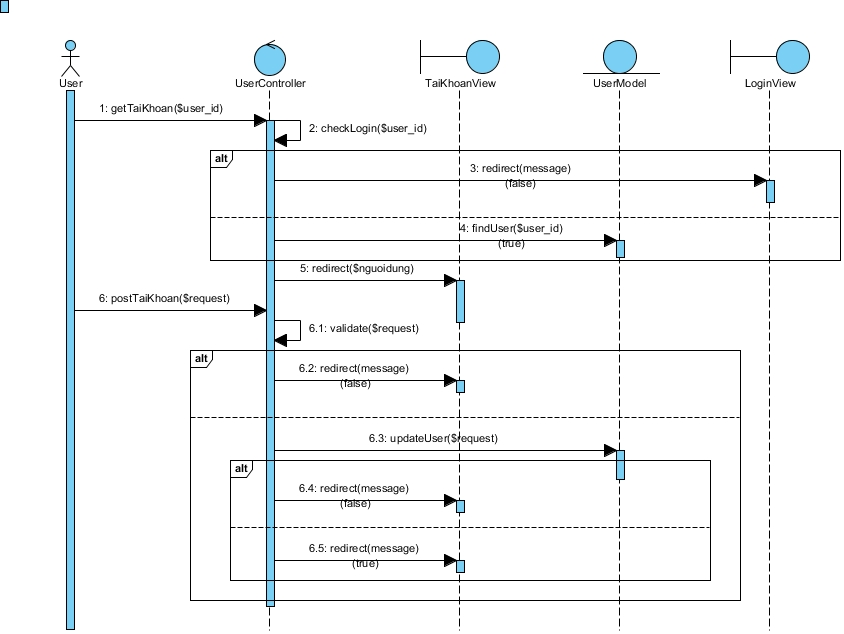 User
UserController
TaiKhoanView
UserModel
LoginView
1: getTaiKhoan($user_id)
2: checkLogin($user_id)
alt
3: redirect(message)
(false)
4: findUser($user_id)
(true)
5: redirect($nguoidung)
6: postTaiKhoan($request)
6.1: validate($request)
alt
6.2: redirect(message)
(false)
6.3: updateUser($request)
alt
6.4: redirect(message)
(false)
6.5: redirect(message)
(true)